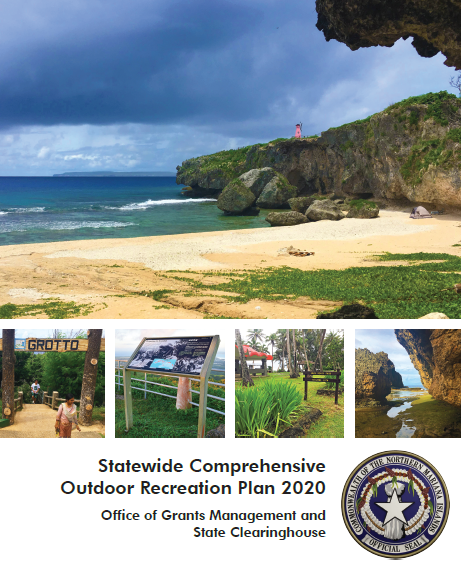 GROTTO
Statewide Comprehensive
Outdoor Recreation Plan 2020
Office of Grants Management and
State Clearinghouse
COMMONWEALTH OF THE NORTHERN MARIANA ISLANDS
OFFICIAL SEAL